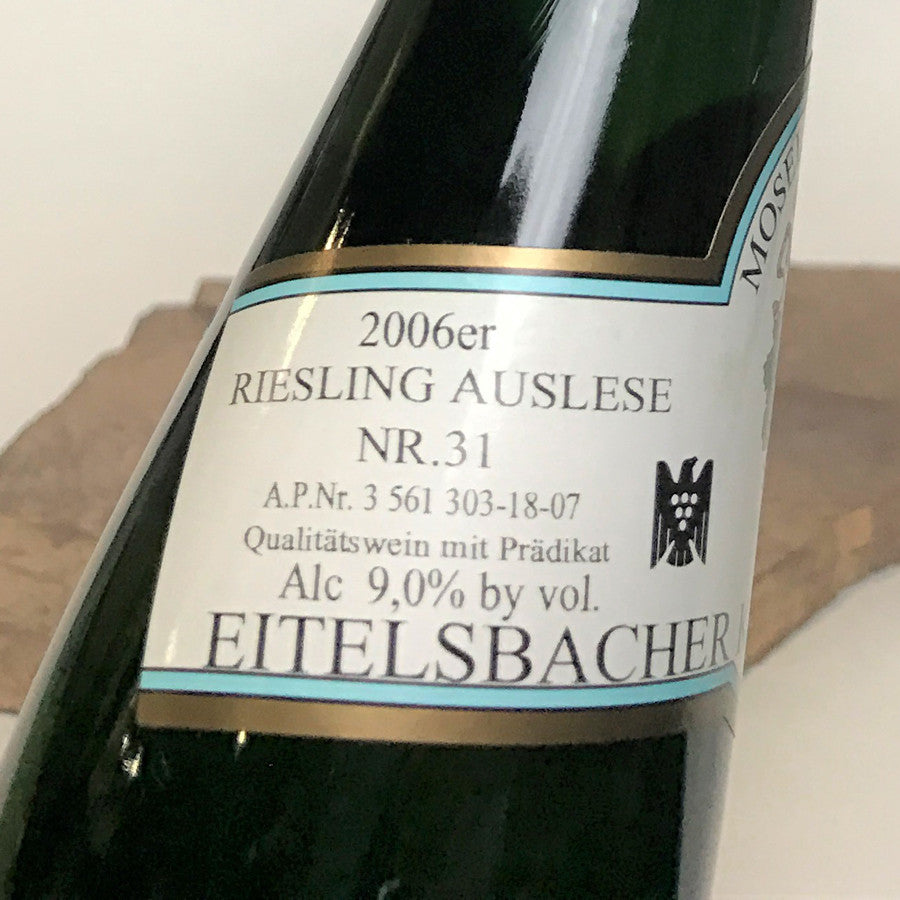 MOSEL
2006er
RIESLING AUSLESE
NR.31
A.P.Nr. 3 561 303-18-07
Qualitätswein mit Prädikat
Alc 9,0% by vol.
EITELSBACHER